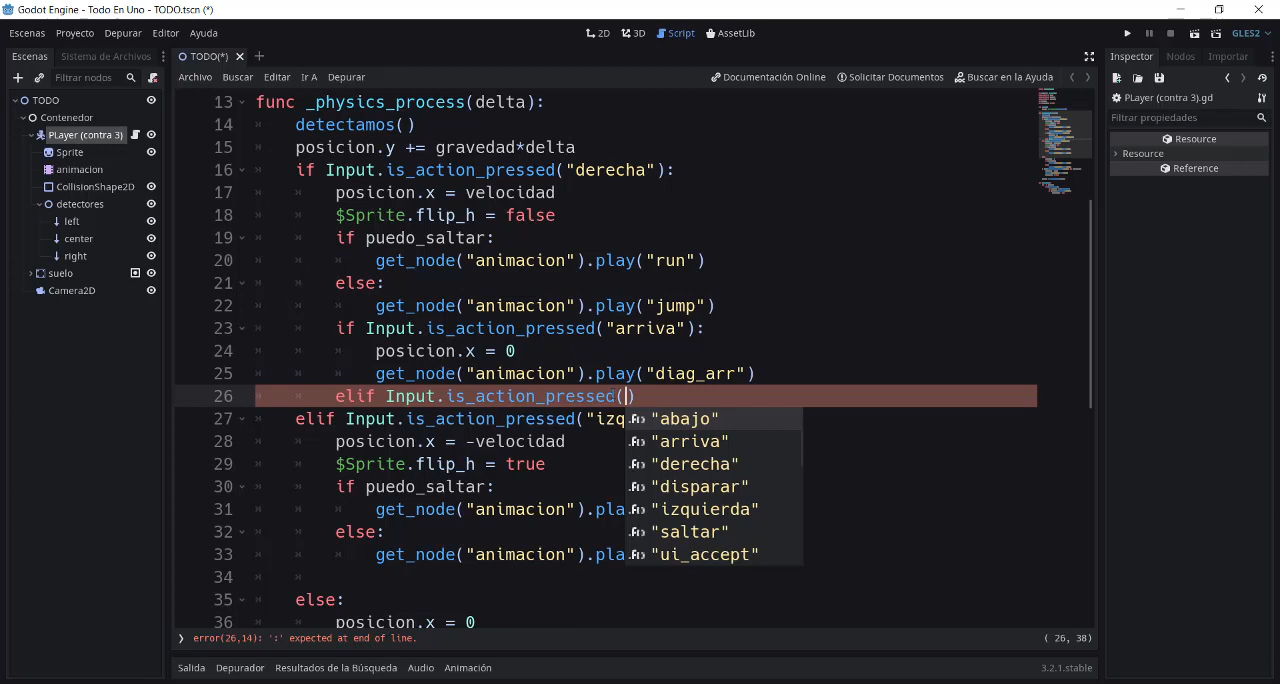 Godot Engine - Todo En Uno - TODO.tscn (*)
Escenas Proyecto Depurar Editor Ayuda 2D 3D Script AssetLib GLES2
Escenas Sistema de Archivos TODO(*) Inspector Nodos Importar
Filtrar nodos Archivo Buscar Editar Ir A Depurar Documentación Online Solicitar Documentos Buscar en la Ayuda
TODO
Contenedor
PLayer (contra 3)
Sprite
animacion
CollisionShape2D
detectores
left
center
right
suelo
Camera2D
13 func _physics_process(delta):
14 detectamos()
15 posicion.y += gravedad*delta
16 if Input.is_action_pressed("derecha"):
17 posicion.x = velocidad
18 $Sprite.flip_h = false
19 if puedo_saltar:
20 get_node("animacion").play("run")
21 else:
22 get_node("animacion").play("jump")
23 if Input.is_action_pressed("arriva"):
24 posicion.x = 0
25 get_node("animacion").play("diag_arr")
26 elif Input.is_action_pressed()
27 elif Input.is_action_pressed("izq
28 posicion.x = -velocidad
29 $Sprite.flip_h = true
30 if puedo_saltar:
31 get_node("animacion").pla
32 else:
33 get_node("animacion").pla
34
35 else:
36 posicion.x = 0
"abajo"
"arriva"
"derecha"
"disparar"
"izquierda"
"saltar"
"ui_accept"
error(26,14): ':' expected at end of line. ( 26, 38)
Salida Depurador Resultados de la Búsqueda Audio Animación 3.2.1.stable
PLayer (contra 3).gd
Filtrar propiedades
Resource
Resource
Reference